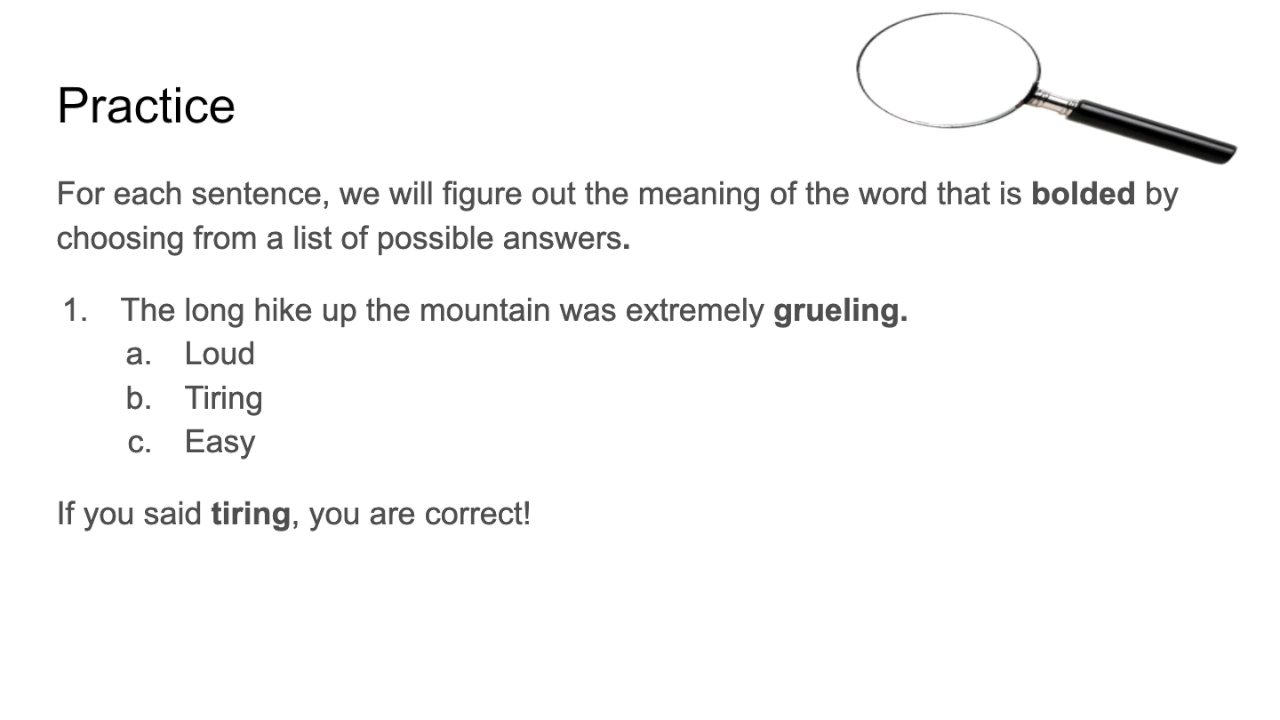 Practice
For each sentence, we will figure out the meaning of the word that is bolded by
choosing from a list of possible answers.
1. The long hike up the mountain was extremely grueling.
a. Loud
b. Tiring
c. Easy
If you said tiring, you are correct!